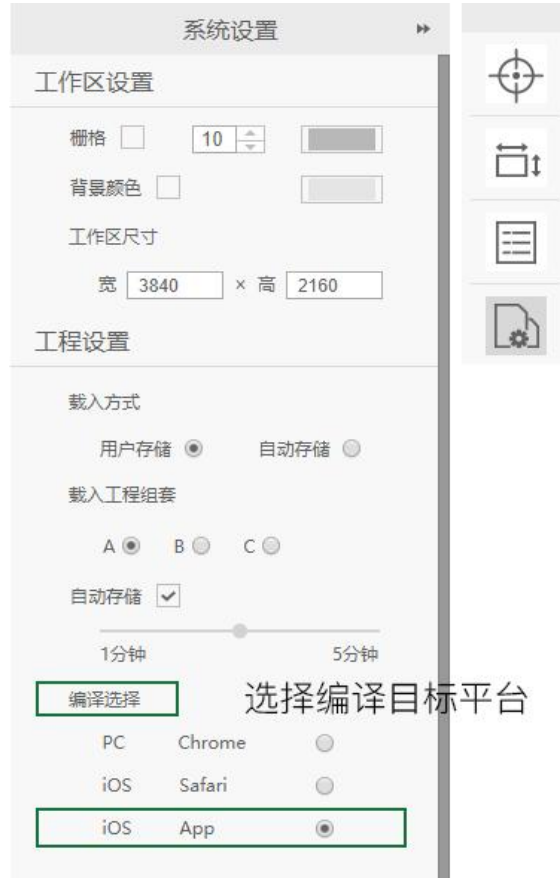 系统设置
工作区设置
栅格 10
背景颜色
工作区尺寸
宽 3840 × 高 2160
工程设置
载入方式
用户存储 自动存储
载入工程组套
A B C
自动存储
1分钟 5分钟
编译选择 选择编译目标平台
PC Chrome
iOS Safari
iOS App